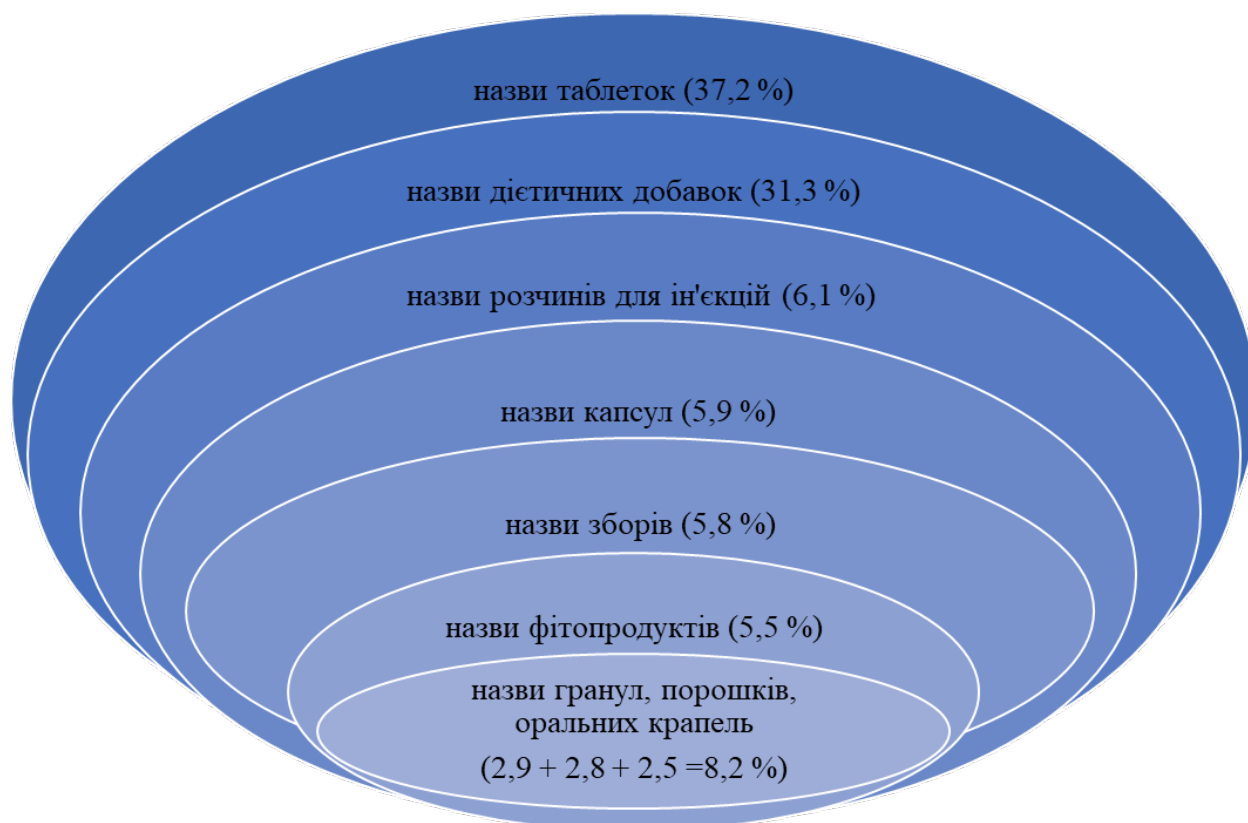 назви таблеток (37,2 %)
назви дієтичних добавок (31,3 %)
назви розчинів для ін'єкцій (6,1 %)
назви капсул (5,9 %)
назви зборів (5,8 %)
назви фітопродуктів (5,5 %)
назви гранул, порошків,
оральних крапель
(2,9 + 2,8 + 2,5 =8,2 %)